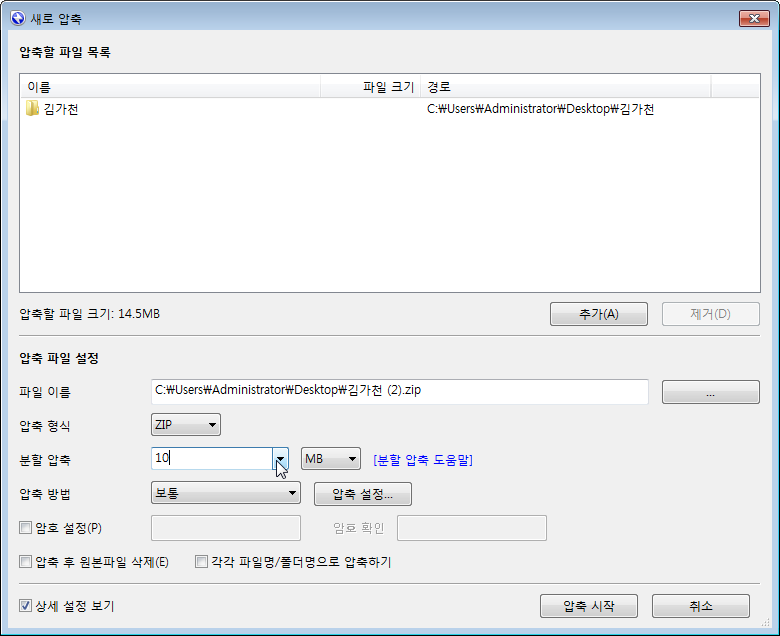 새로 압축
압축할 파일 목록
이름 파일 크기 경로
김가천 C:₩Users₩Administrator₩Desktop₩김가천
압축할 파일 크기: 14.5MB 추가(A) 제거(D)
압축 파일 설정
파일 이름 C:₩Users₩Administrator₩Desktop₩김가천 (2).zip ...
압축 형식 ZIP
분할 압축 10 MB [분할 압축 도움말]
압축 방법 보통 압축 설정...
암호 설정(P) 암호 확인
압축 후 원본파일 삭제(E) 각각 파일명/폴더명으로 압축하기
상세 설정 보기 압축 시작 취소